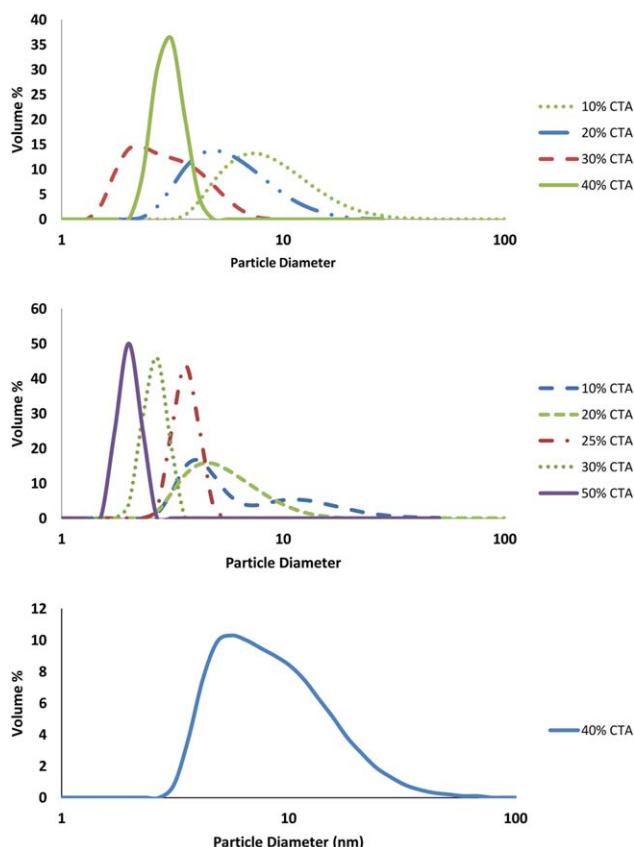 40
35
30
25
20
15
10
5
0
Volume %
1
10
100
Particle Diameter
10% CTA
20% CTA
30% CTA
40% CTA
60
50
40
30
20
10
0
Volume %
1
10
100
Particle Diameter
10% CTA
20% CTA
25% CTA
30% CTA
50% CTA
12
10
8
6
4
2
0
Volume %
1
10
100
Particle Diameter (nm)
40% CTA